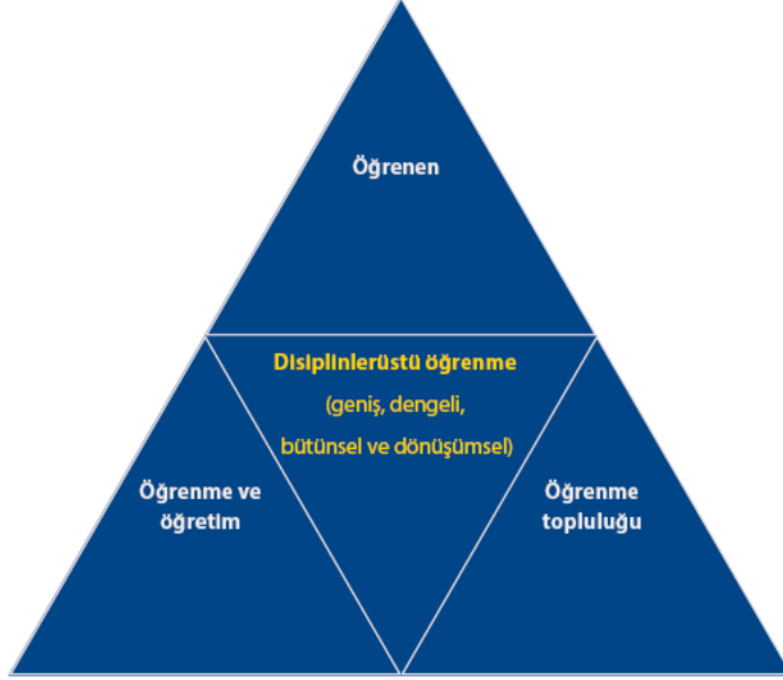 Öğrenen
Disiplinlerüstü öğrenme
(geniş, dengeli,
bütünsel ve dönüşümsel)
Öğrenme ve
öğretim
Öğrenme
topluluğu